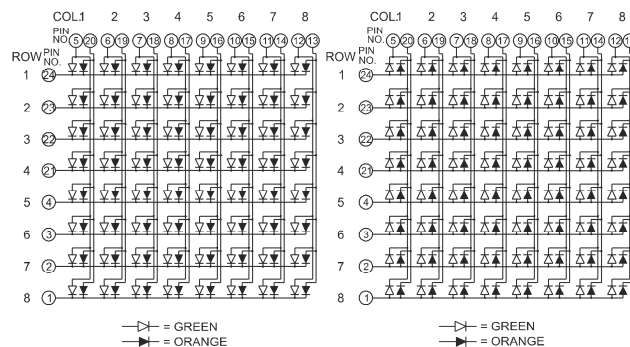 COL.1 2 3 4 5 6 7 8
PIN NO. 5 20 6 19 7 18 8 17 9 16 10 15 11 14 12 13
ROW PIN NO.
1 24
2 23
3 22
4 21
5 4
6 3
7 2
8 1
= GREEN
= ORANGE
COL.1 2 3 4 5 6 7 8
PIN NO. 5 20 6 19 7 18 8 17 9 16 10 15 11 14 12
ROW PIN NO.
1 24
2 23
3 22
4 21
5 4
6 3
7 2
8 1
= GREEN
= ORANGE